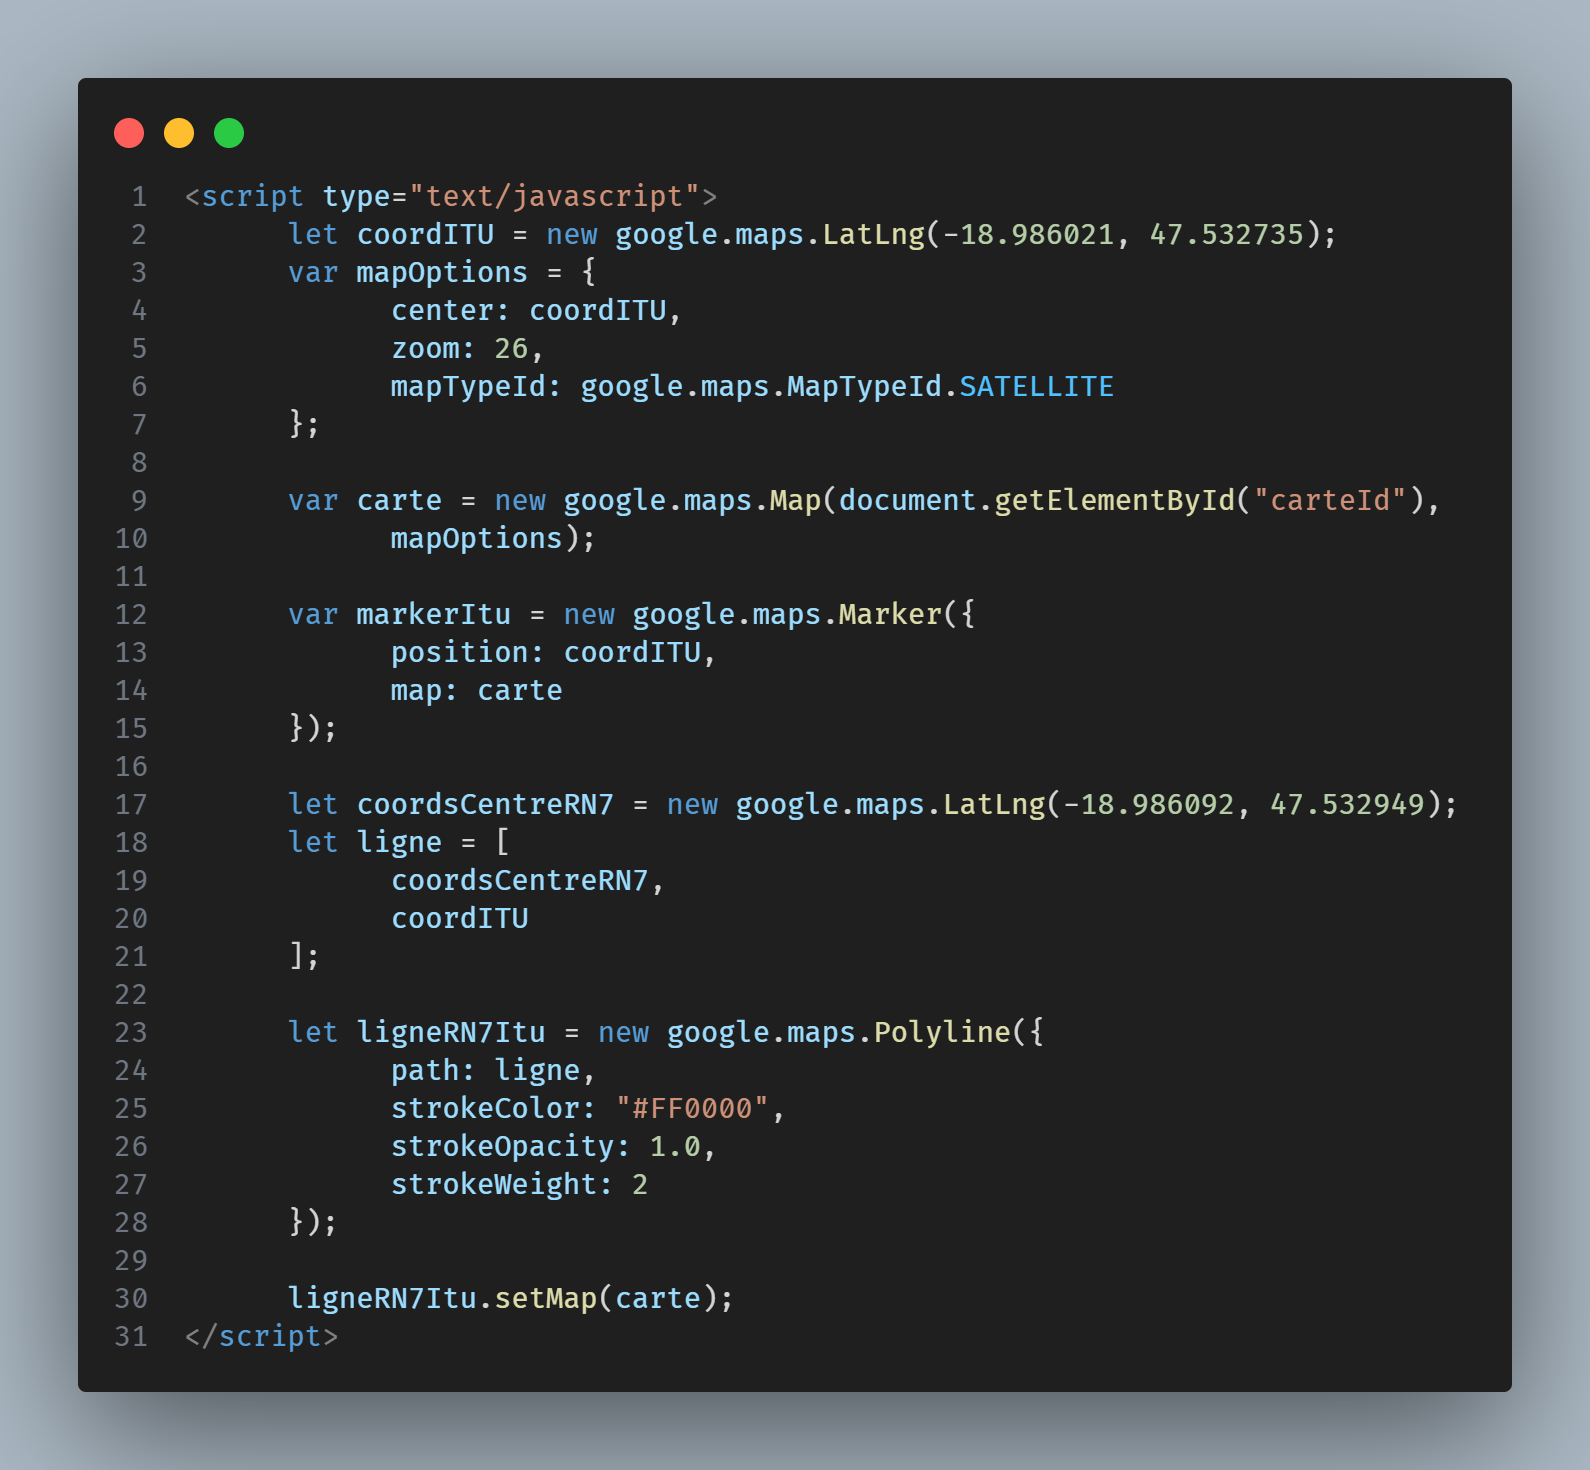 1 <script type="text/javascript">
2 let coordITU = new google.maps.LatLng(-18.986021, 47.532735);
3 var mapOptions = {
4 center: coordITU,
5 zoom: 26,
6 mapTypeId: google.maps.MapTypeId.SATELLITE
7 };
8
9 var carte = new google.maps.Map(document.getElementById("carteId"),
10 mapOptions);
11
12 var markerItu = new google.maps.Marker({
13 position: coordITU,
14 map: carte
15 });
16
17 let coordsCentreRN7 = new google.maps.LatLng(-18.986092, 47.532949);
18 let ligne = [
19 coordsCentreRN7,
20 coordITU
21 ];
22
23 let ligneRN7Itu = new google.maps.Polyline({
24 path: ligne,
25 strokeColor: "#FF0000",
26 strokeOpacity: 1.0,
27 strokeWeight: 2
28 });
29
30 ligneRN7Itu.setMap(carte);
31 </script>